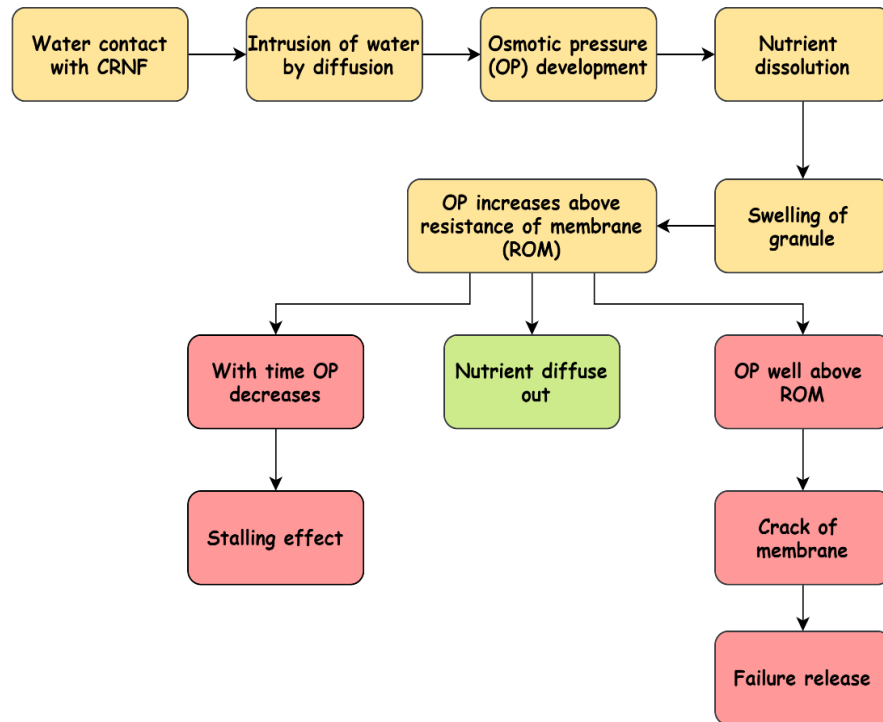 Water contact
with CRNF
Intrusion of water
by diffusion
Osmotic pressure
(OP) development
Nutrient
dissolution
Swelling of
granule
OP increases above
resistance of membrane
(ROM)
With time OP
decreases
Nutrient diffuse
out
OP well above
ROM
Stalling effect
Crack of
membrane
Failure release